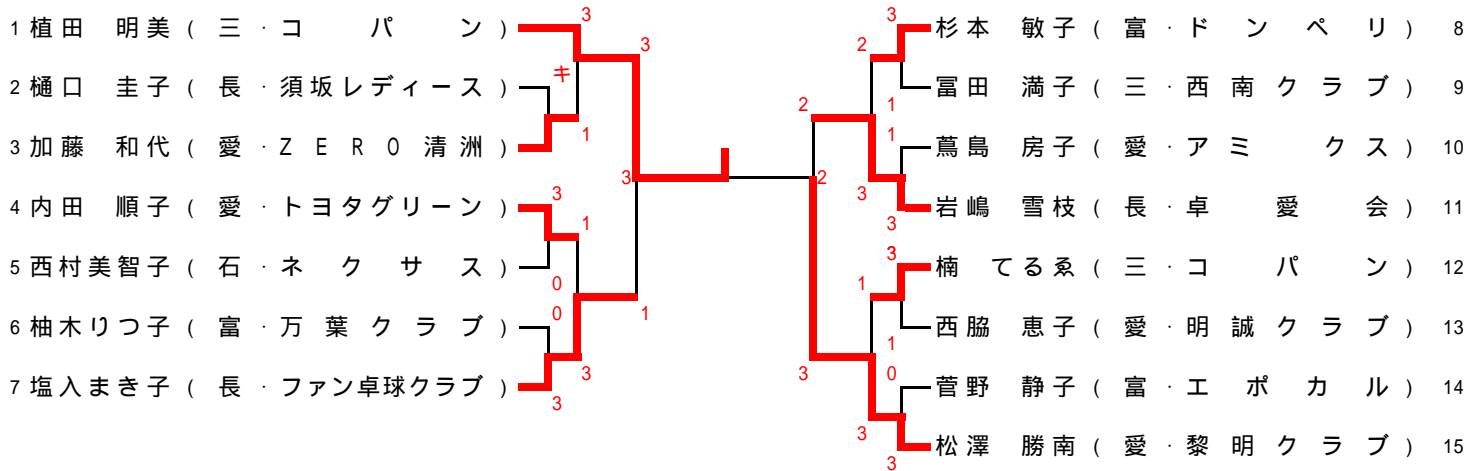 1 植田 明美 ( 三 ・ コパン )
2 樋口 圭子 ( 長 ・ 須坂レディース )
3 加藤 和代 ( 愛 ・ ZERO清洲 )
4 内田 順子 ( 愛 ・ トヨタグリーン )
5 西村美智子 ( 石 ・ ネクサス )
6 柚木りつ子 ( 富 ・ 万葉クラブ )
7 塩入まき子 ( 長 ・ ファン卓球クラブ )
3
3
キ
1
3
3
1
0
0
1
3
3
3
2
1
2
1
3
3
2
3
1
1
3
0
3
3
杉本 敏子 ( 富 ・ ドンペリ ) 8
冨田 満子 ( 三 ・ 西南クラブ ) 9
蔦島 房子 ( 愛 ・ アミックス ) 10
岩嶋 雪枝 ( 長 ・ 卓愛会 ) 11
楠 てるゑ ( 三 ・ コパン ) 12
西脇 恵子 ( 愛 ・ 明誠クラブ ) 13
菅野 静子 ( 富 ・ エポカル ) 14
松澤 勝南 ( 愛 ・ 黎明クラブ ) 15